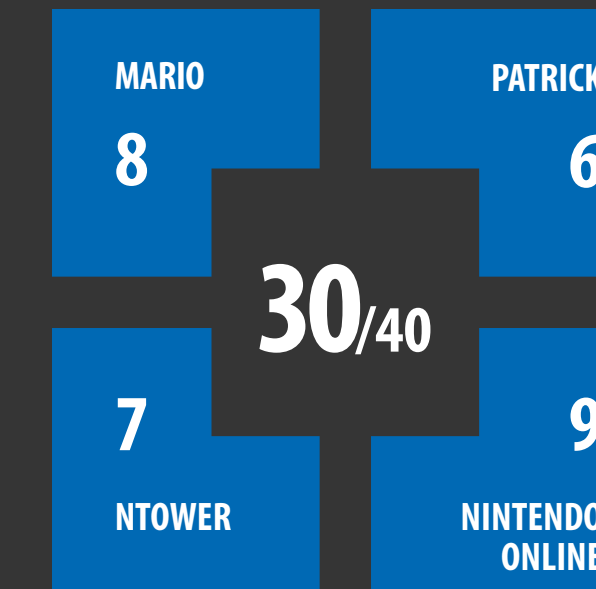 MARIO
PATRICK
8
6
30/40
7
9
NTOWER
NINTENDO
ONLINE